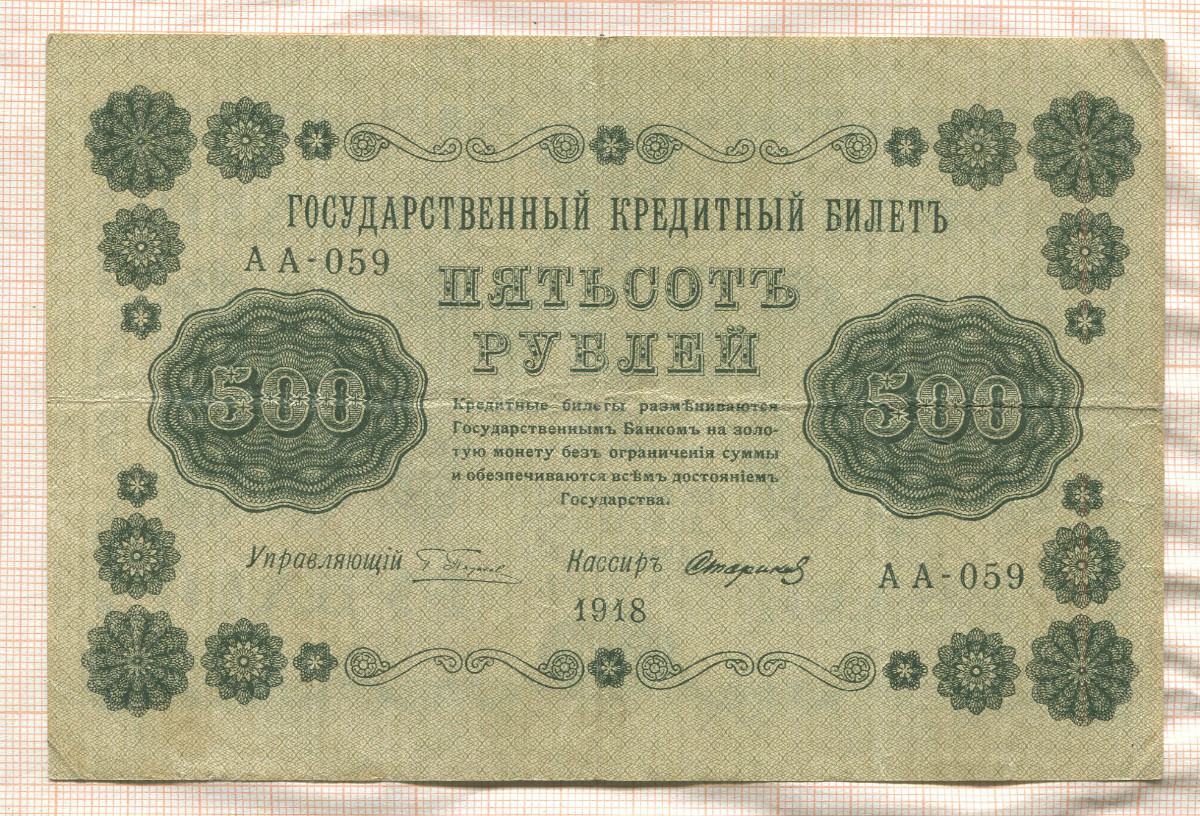 ГОСУДАРСТВЕННЫЙ КРЕДИТНЫЙ БИЛЕТЪ
АА-059
ПЯТЬСОТЪ
РУБЛЕЙ
500
500
Кредитные билеты размѣниваются
Государственнымъ Банкомъ на золо-
тую монету безъ ограниченія суммы
и обезпечиваются всѣмъ достояніемъ
Государства.
Управляющій Кассиръ Стариков
АА-059
1918